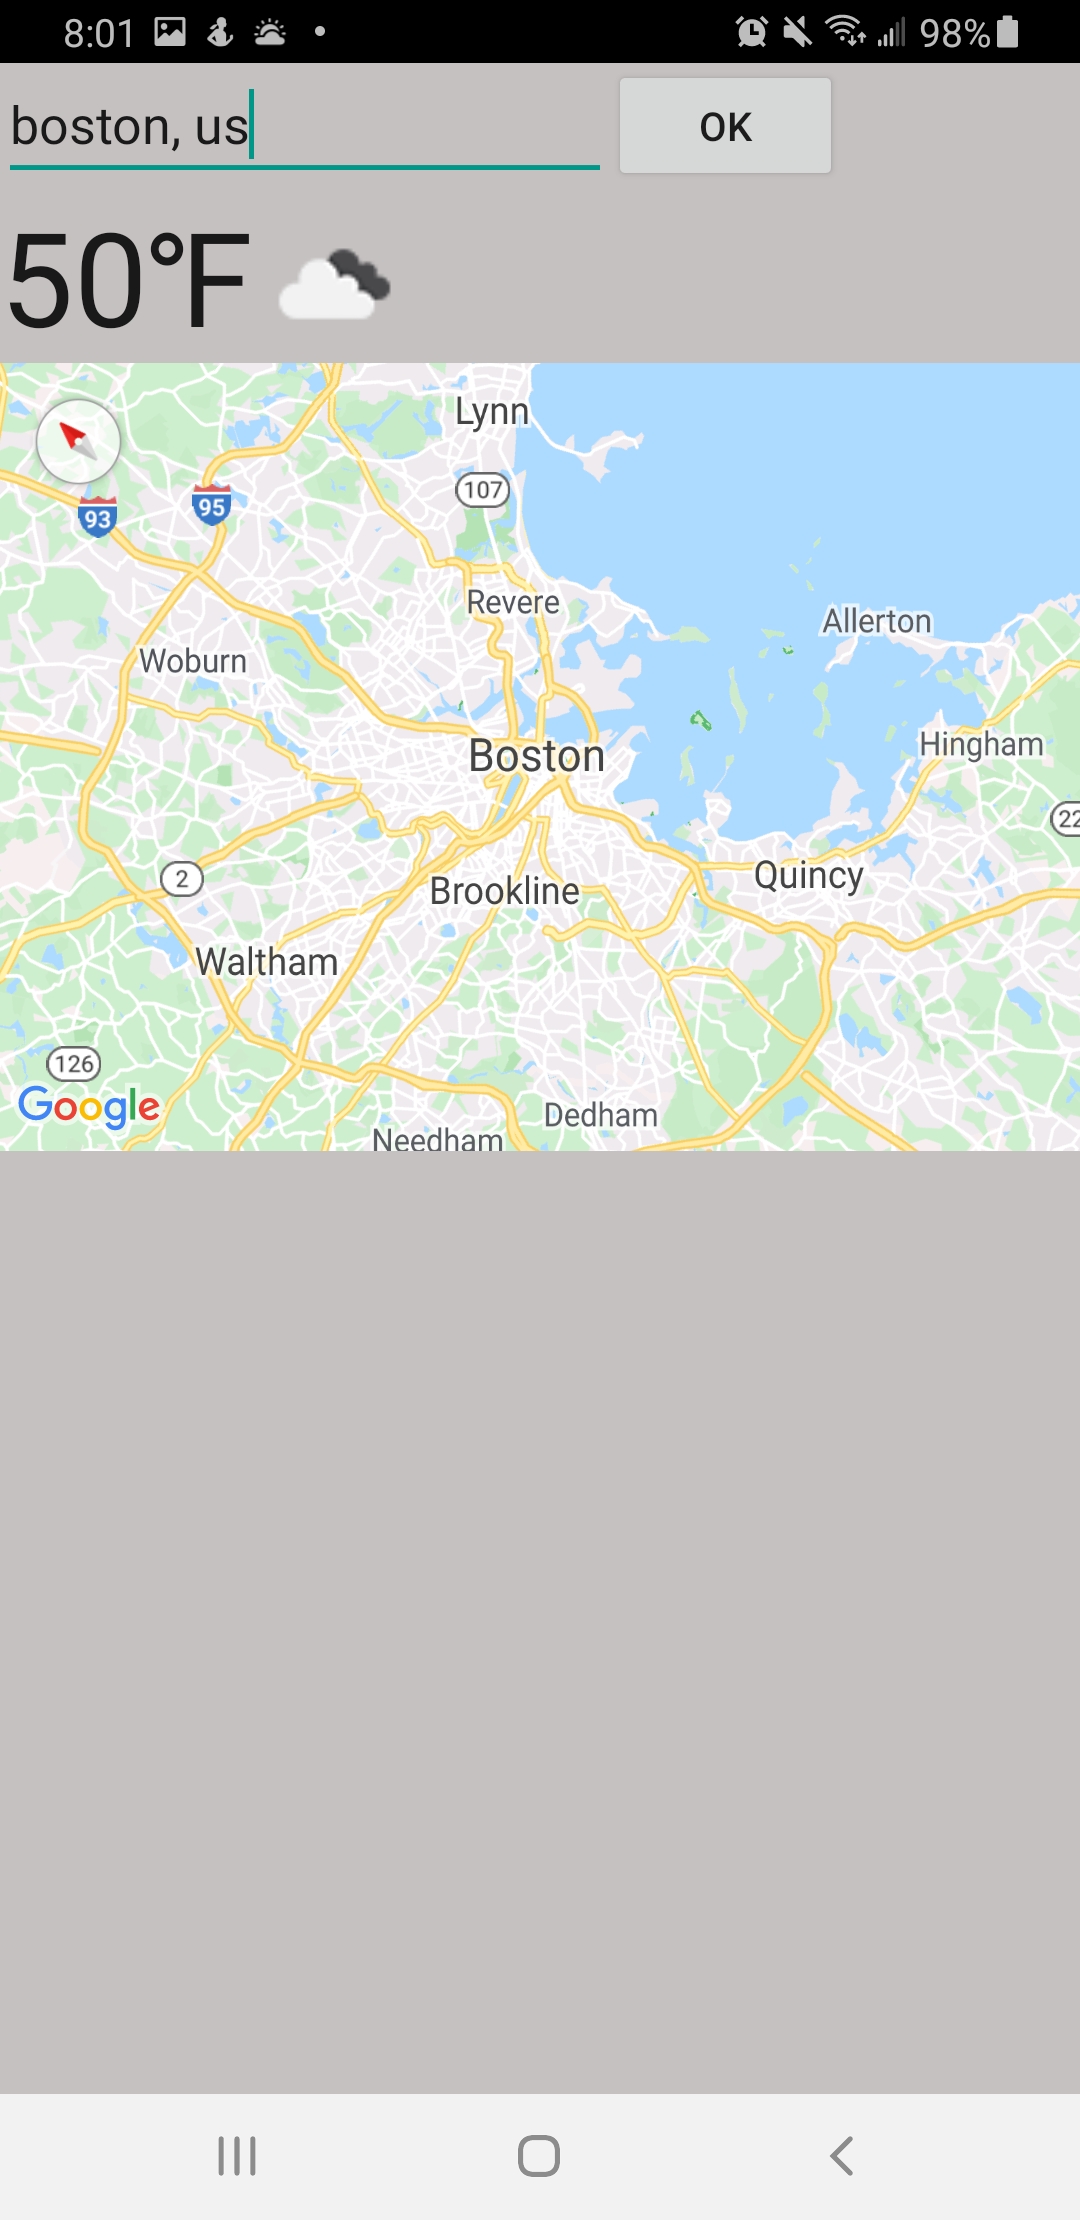 8:01 98%
boston, us OK
50°F
Lynn
107
95
93
Revere
Allerton
Woburn
Boston
Hingham
22
Quincy
2
Brookline
Waltham
126
Google
Dedham
Needham